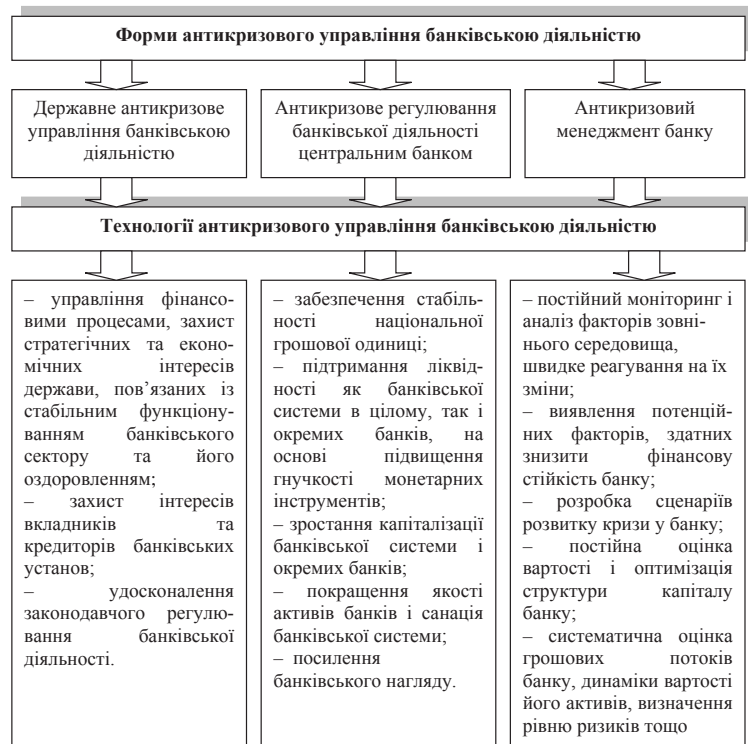 Форми антикризового управління банківською діяльністю
Державне антикризове
управління банківською
діяльністю
Антикризове регулювання
банківської діяльності
центральним банком
Антикризовий
менеджмент банку
Технології антикризового управління банківською діяльністю
– управління фінансо-
вими процесами, захист
стратегічних та еконо-
мічних інтересів
держави, пов’язаних із
стабільним функціону-
ванням банківського
сектору та його
оздоровленням;
– захист інтересів
вкладників та
кредиторів банківських
установ;
– удосконалення
законодавчого регулю-
вання банківської
діяльності.
– забезпечення стабіль-
ності національної
грошової одиниці;
– підтримання ліквід-
ності як банківської
системи в цілому, так і
окремих банків, на
основі підвищення
гнучкості монетарних
інструментів;
– зростання капіталізації
банківської системи і
окремих банків;
– покращення якості
активів банків і санація
банківської системи;
– посилення
банківського нагляду.
– постійний моніторинг і
аналіз факторів зовні-
нього середовища,
швидке реагування на їх
зміни;
– виявлення потенцій-
них факторів, здатних
знизити фінансову
стійкість банку;
– розробка сценаріїв
розвитку кризи у банку;
– постійна оцінка
вартості і оптимізація
структури капіталу
банку;
– систематична оцінка
грошових потоків
банку, динаміки вартості
його активів, визначення
рівню ризиків тощо